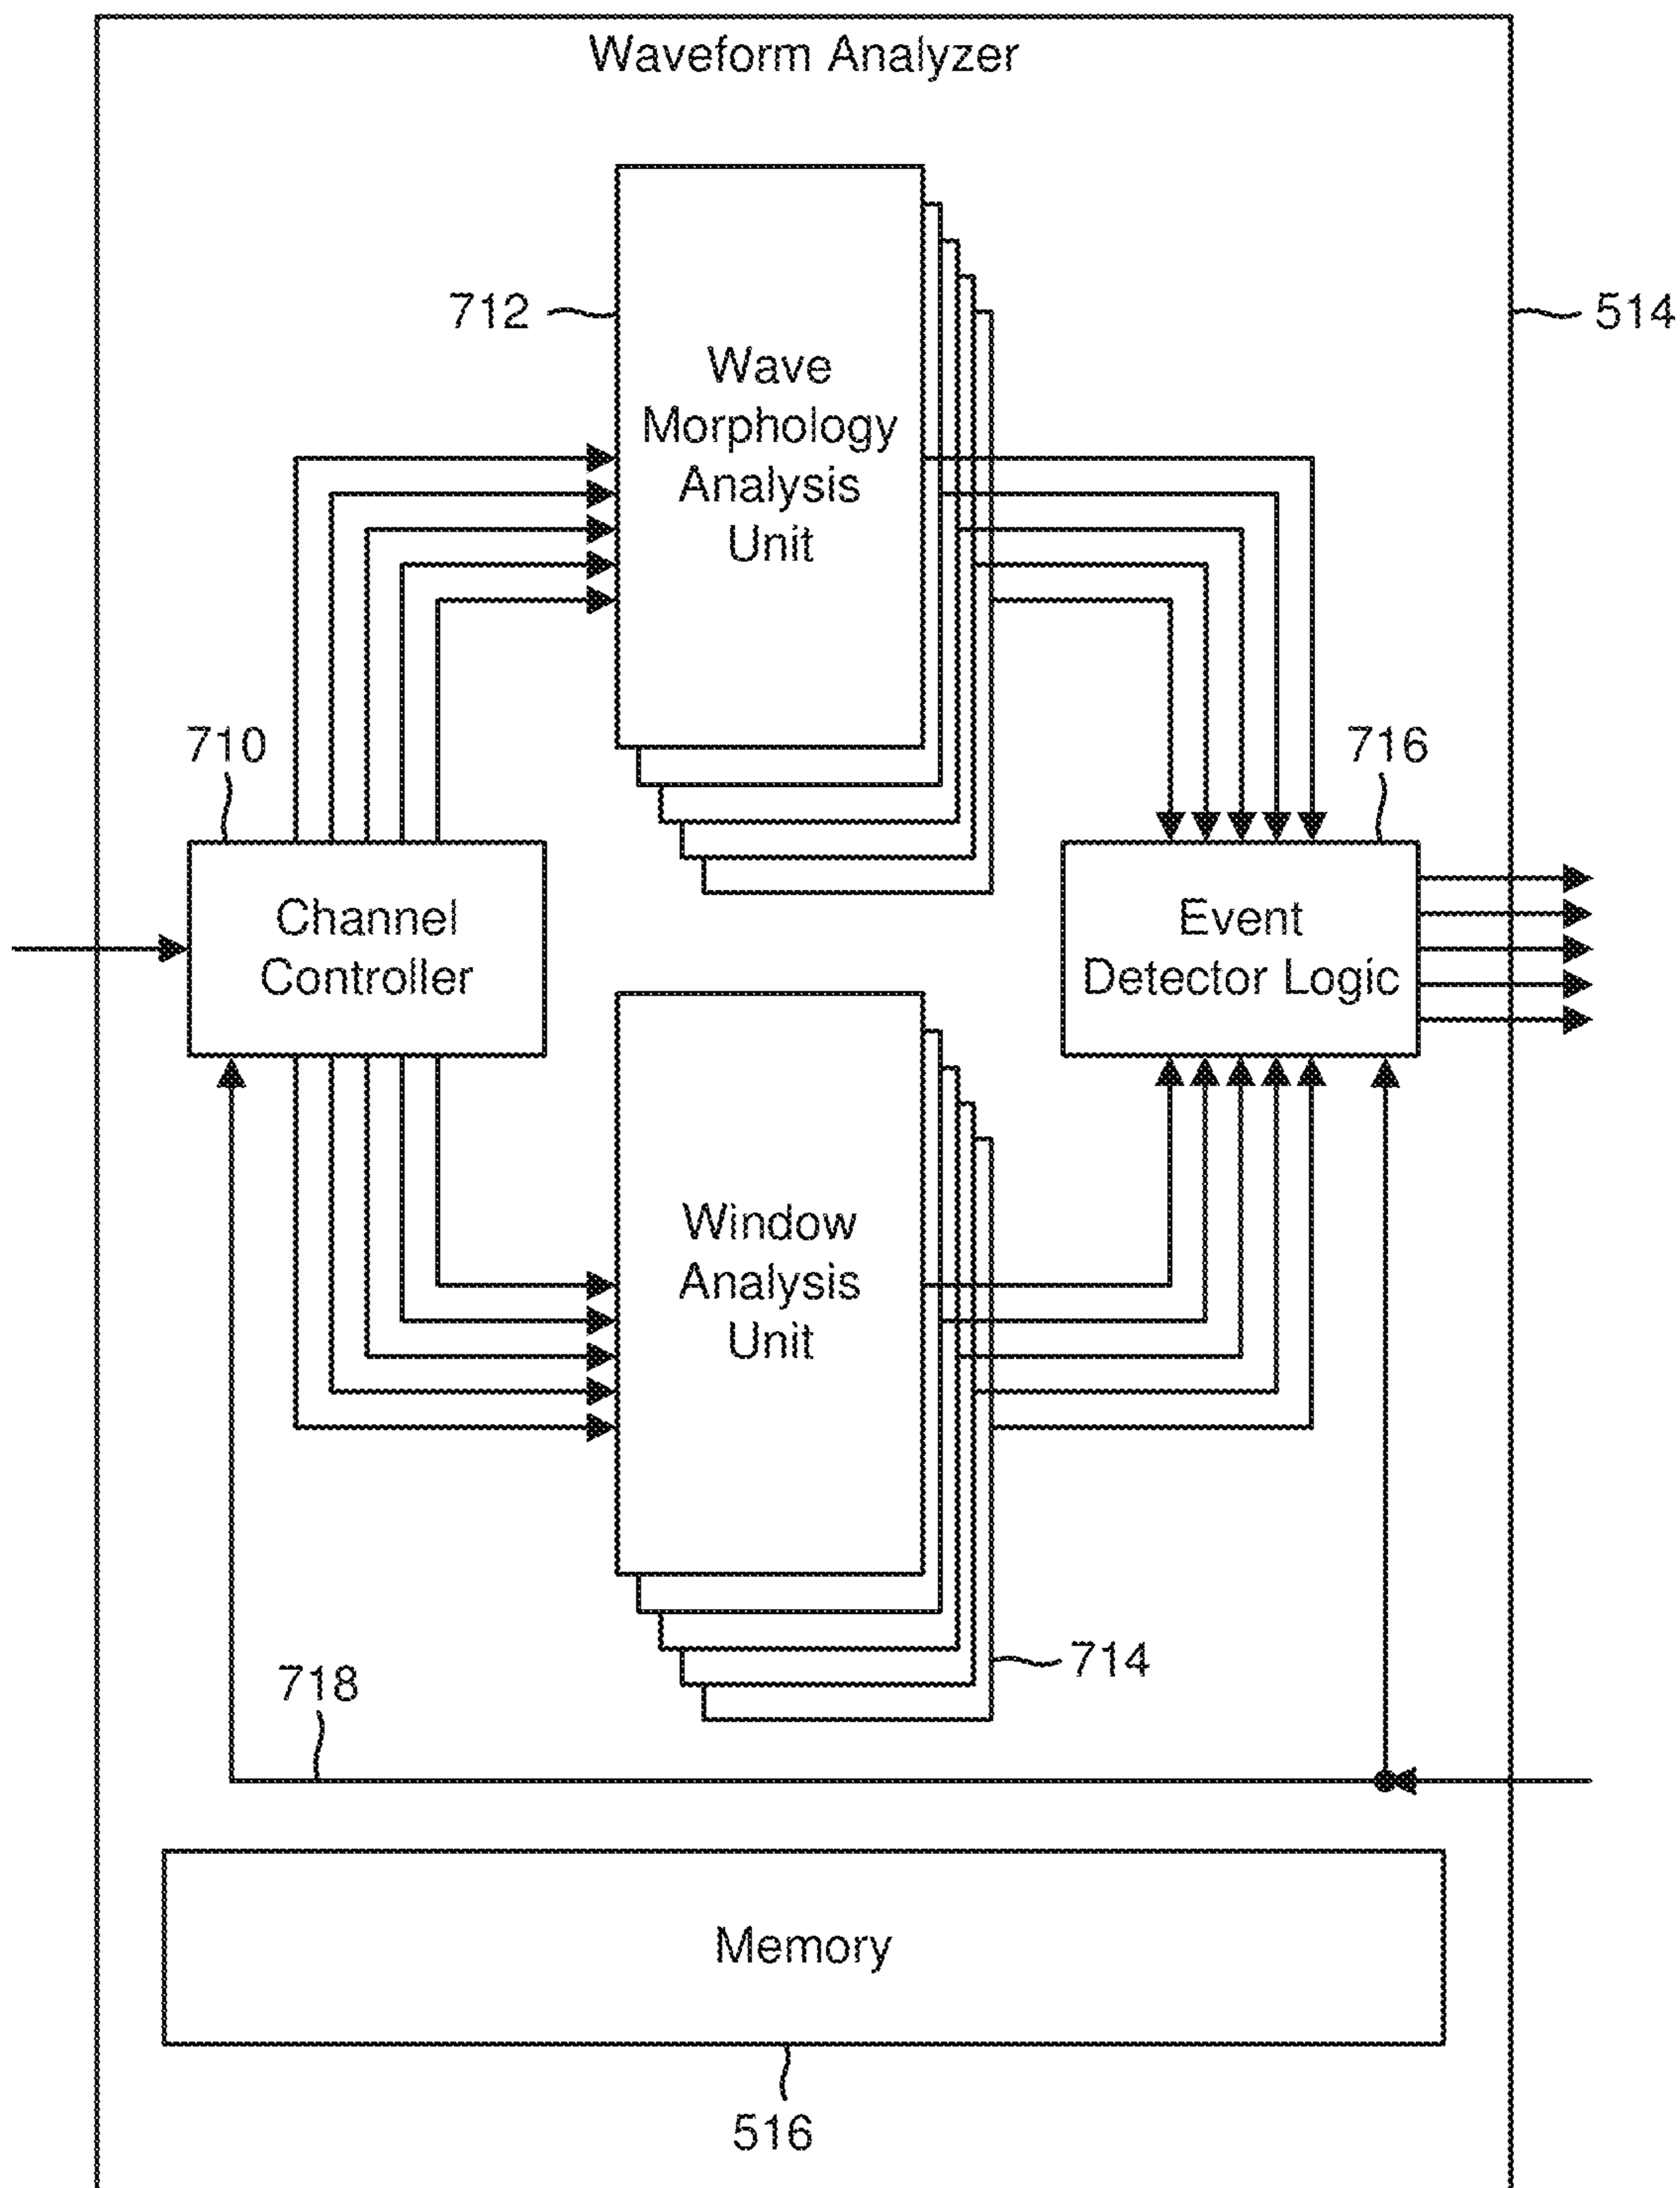 Waveform Analyzer
712
514
Wave
Morphology
Analysis
Unit
710
716
Channel
Controller
Event
Detector Logic
Window
Analysis
Unit
714
718
Memory
516